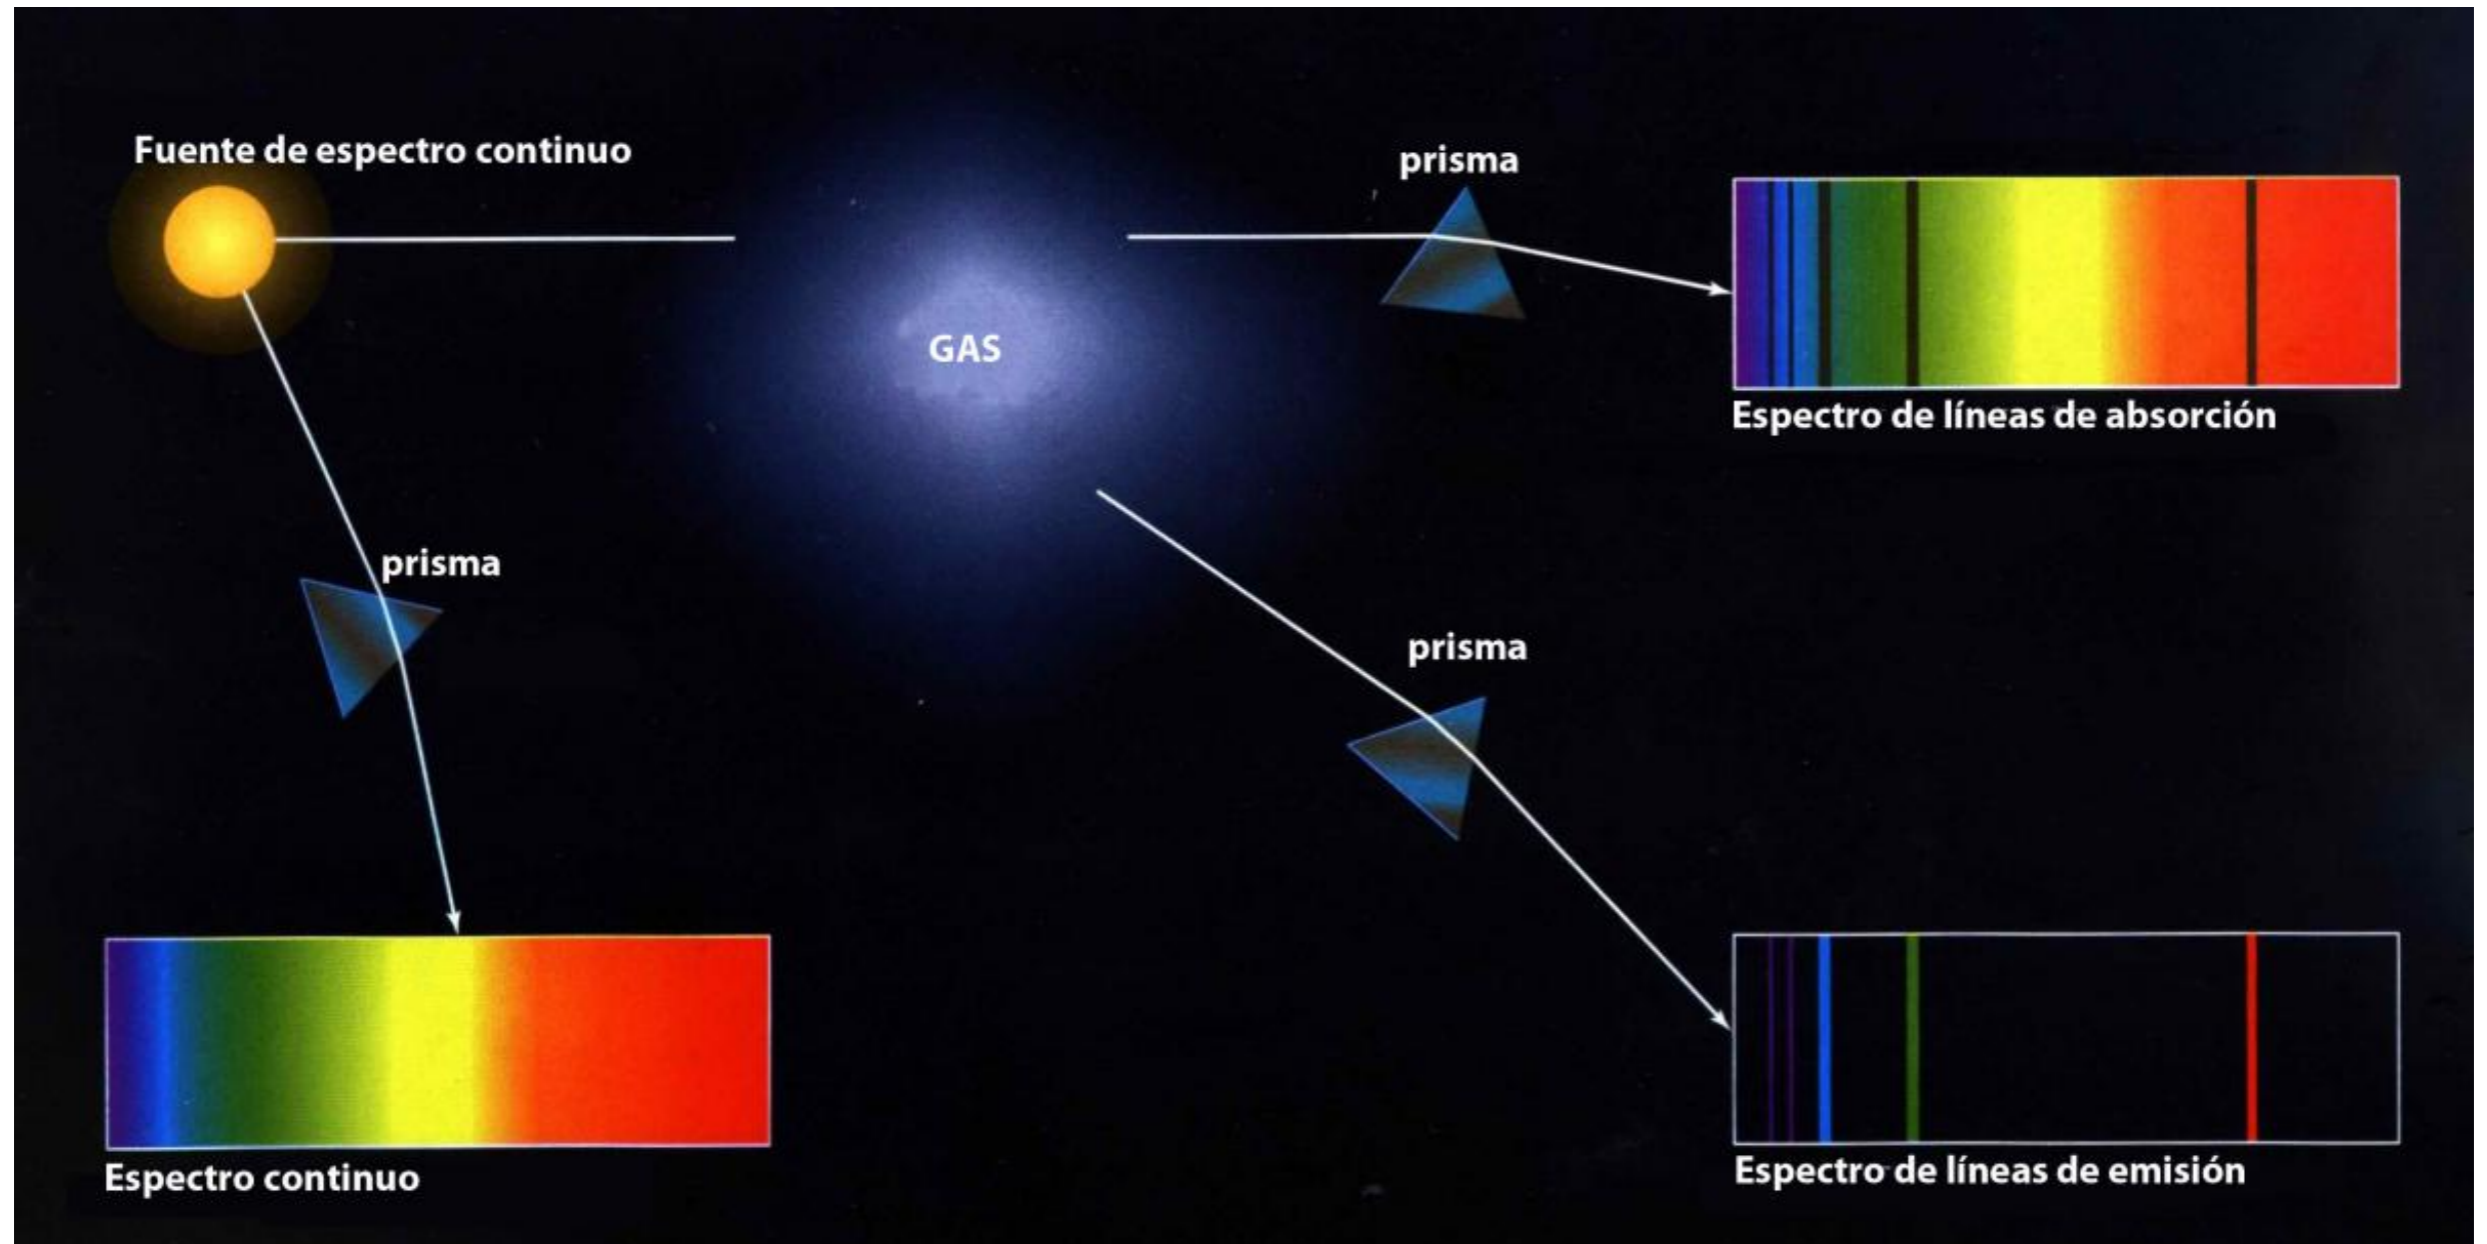 Fuente de espectro continuo
prisma
Espectro de líneas de absorción
GAS
prisma
prisma
Espectro continuo
Espectro de líneas de emisión